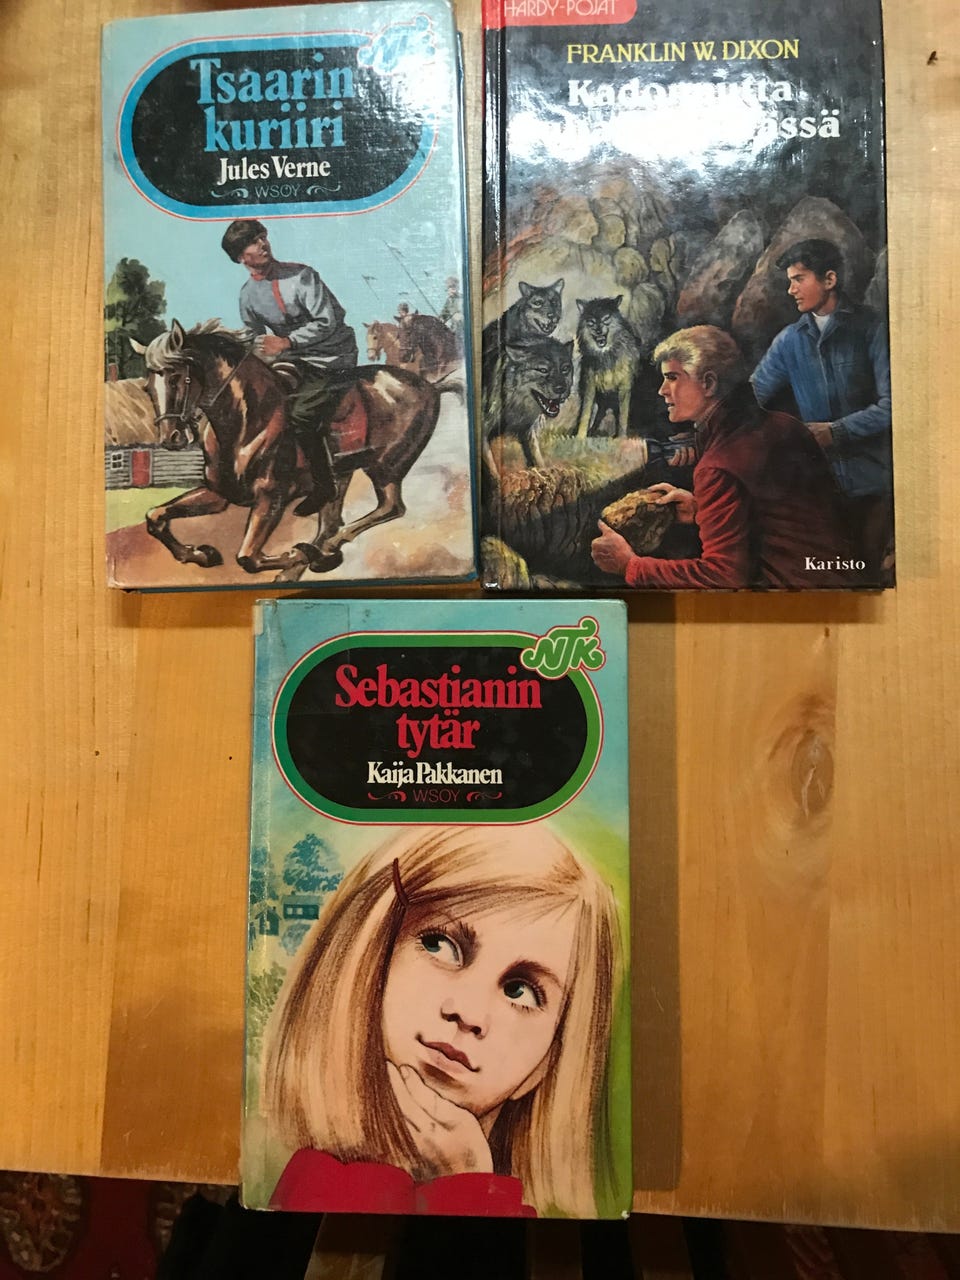 NJK
Tsaarin
kuriiri
Jules Verne
WSOY
HARDY-POJAT
FRANKLIN W. DIXON
Karisto
NJK
Sebastianin
tytär
Kaija Pakkanen
WSOY